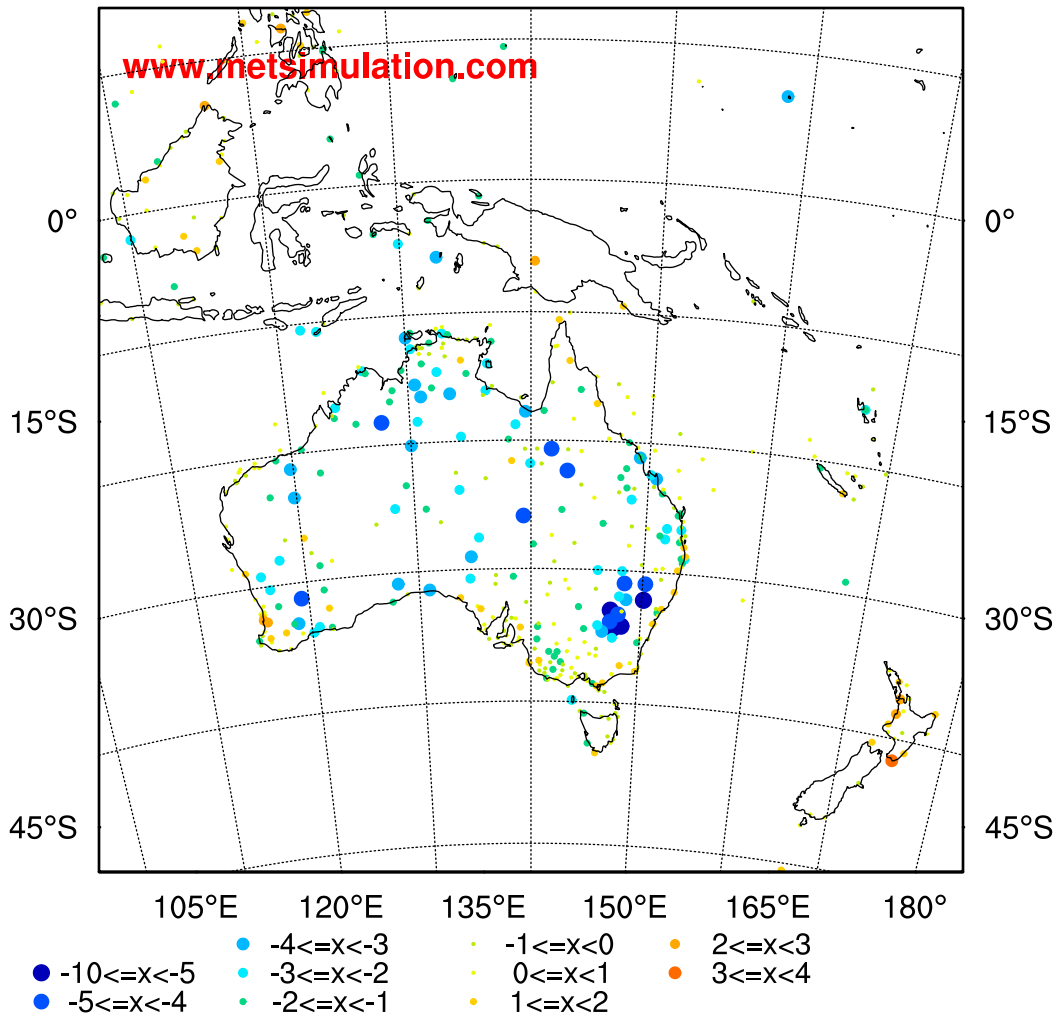 www.metsimulation.com
0° 0°
15°S 15°S
30°S 30°S
45°S 45°S
105°E 120°E 135°E 150°E 165°E 180°
-4<=x<-3 -1<=x<0 2<=x<3
-10<=x<-5 -3<=x<-2 0<=x<1 3<=x<4
-5<=x<-4 -2<=x<-1 1<=x<2